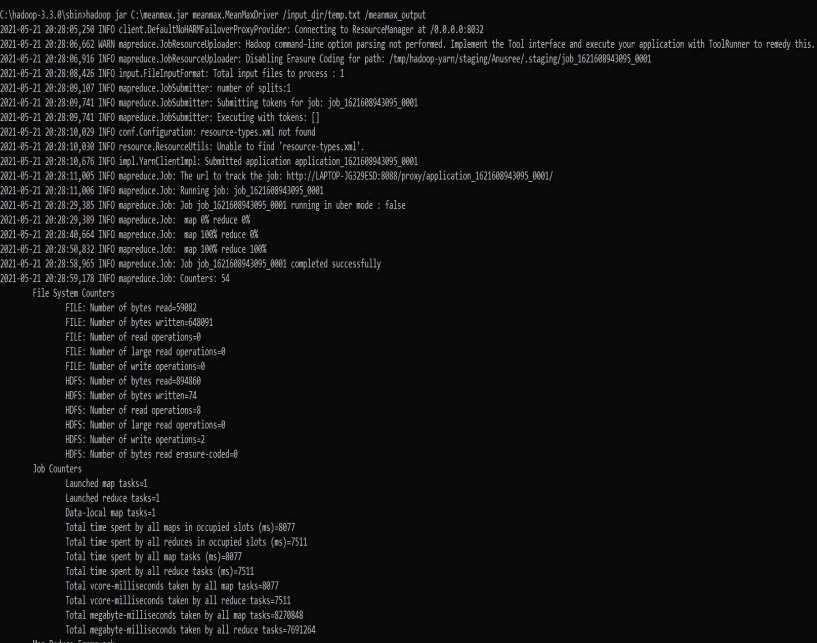 C:\hadoop-3.3.0\sbin>hadoop jar C:\meanmax.jar meanmax.MeanMaxDriver /input_dir/temp.txt /meanmax_output
2021-05-21 20:28:05,250 INFO client.DefaultNoHARMFailoverProxyProvider: Connecting to ResourceManager at /0.0.0.0:8032
2021-05-21 20:28:06,662 WARN mapreduce.JobResourceUploader: Hadoop command-line option parsing not performed. Implement the Tool interface and execute your application with ToolRunner to remedy this.
2021-05-21 20:28:06,916 INFO mapreduce.JobResourceUploader: Disabling Erasure Coding for path: /tmp/hadoop-yarn/staging/Anusree/.staging/job_1621608943095_0001
2021-05-21 20:28:08,426 INFO input.FileInputFormat: Total input files to process : 1
2021-05-21 20:28:09,107 INFO mapreduce.JobSubmitter: number of splits:1
2021-05-21 20:28:09,741 INFO mapreduce.JobSubmitter: Submitting tokens for job: job_1621608943095_0001
2021-05-21 20:28:09,741 INFO mapreduce.JobSubmitter: Executing with tokens: []
2021-05-21 20:28:10,029 INFO conf.Configuration: resource-types.xml not found
2021-05-21 20:28:10,030 INFO resource.ResourceUtils: Unable to find 'resource-types.xml'.
2021-05-21 20:28:10,676 INFO impl.YarnClientImpl: Submitted application application_1621608943095_0001
2021-05-21 20:28:11,005 INFO mapreduce.Job: The url to track the job: http://LAPTOP-JG329ESD:8088/proxy/application_1621608943095_0001/
2021-05-21 20:28:11,006 INFO mapreduce.Job: Running job: job_1621608943095_0001
2021-05-21 20:28:29,385 INFO mapreduce.Job: Job job_1621608943095_0001 running in uber mode : false
2021-05-21 20:28:29,389 INFO mapreduce.Job:  map 0% reduce 0%
2021-05-21 20:28:40,664 INFO mapreduce.Job:  map 100% reduce 0%
2021-05-21 20:28:50,832 INFO mapreduce.Job:  map 100% reduce 100%
2021-05-21 20:28:58,965 INFO mapreduce.Job: Job job_1621608943095_0001 completed successfully
2021-05-21 20:28:59,178 INFO mapreduce.Job: Counters: 54
File System Counters
FILE: Number of bytes read=59082
FILE: Number of bytes written=648091
FILE: Number of read operations=0
FILE: Number of large read operations=0
FILE: Number of write operations=0
HDFS: Number of bytes read=894860
HDFS: Number of bytes written=74
HDFS: Number of read operations=8
HDFS: Number of large read operations=0
HDFS: Number of write operations=2
HDFS: Number of bytes read erasure-coded=0
Job Counters
Launched map tasks=1
Launched reduce tasks=1
Data-local map tasks=1
Total time spent by all maps in occupied slots (ms)=8077
Total time spent by all reduces in occupied slots (ms)=7511
Total time spent by all map tasks (ms)=8077
Total time spent by all reduce tasks (ms)=7511
Total vcore-milliseconds taken by all map tasks=8077
Total vcore-milliseconds taken by all reduce tasks=7511
Total megabyte-milliseconds taken by all map tasks=8270848
Total megabyte-milliseconds taken by all reduce tasks=7691264